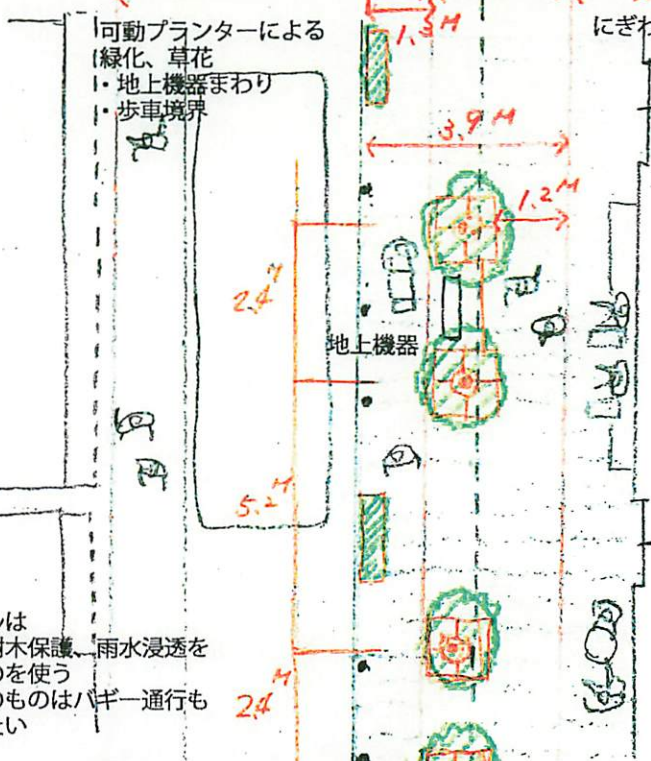 可動プランターによる
緑化、草花
・地上機器まわり
・歩車境界
1.3M
にぎわ
3.9M
1.2M
2.4M
地上機器
5.2M
ルは
樹木保護、雨水浸透を
のを使う
のものはバギー通行も
たい
2.4M